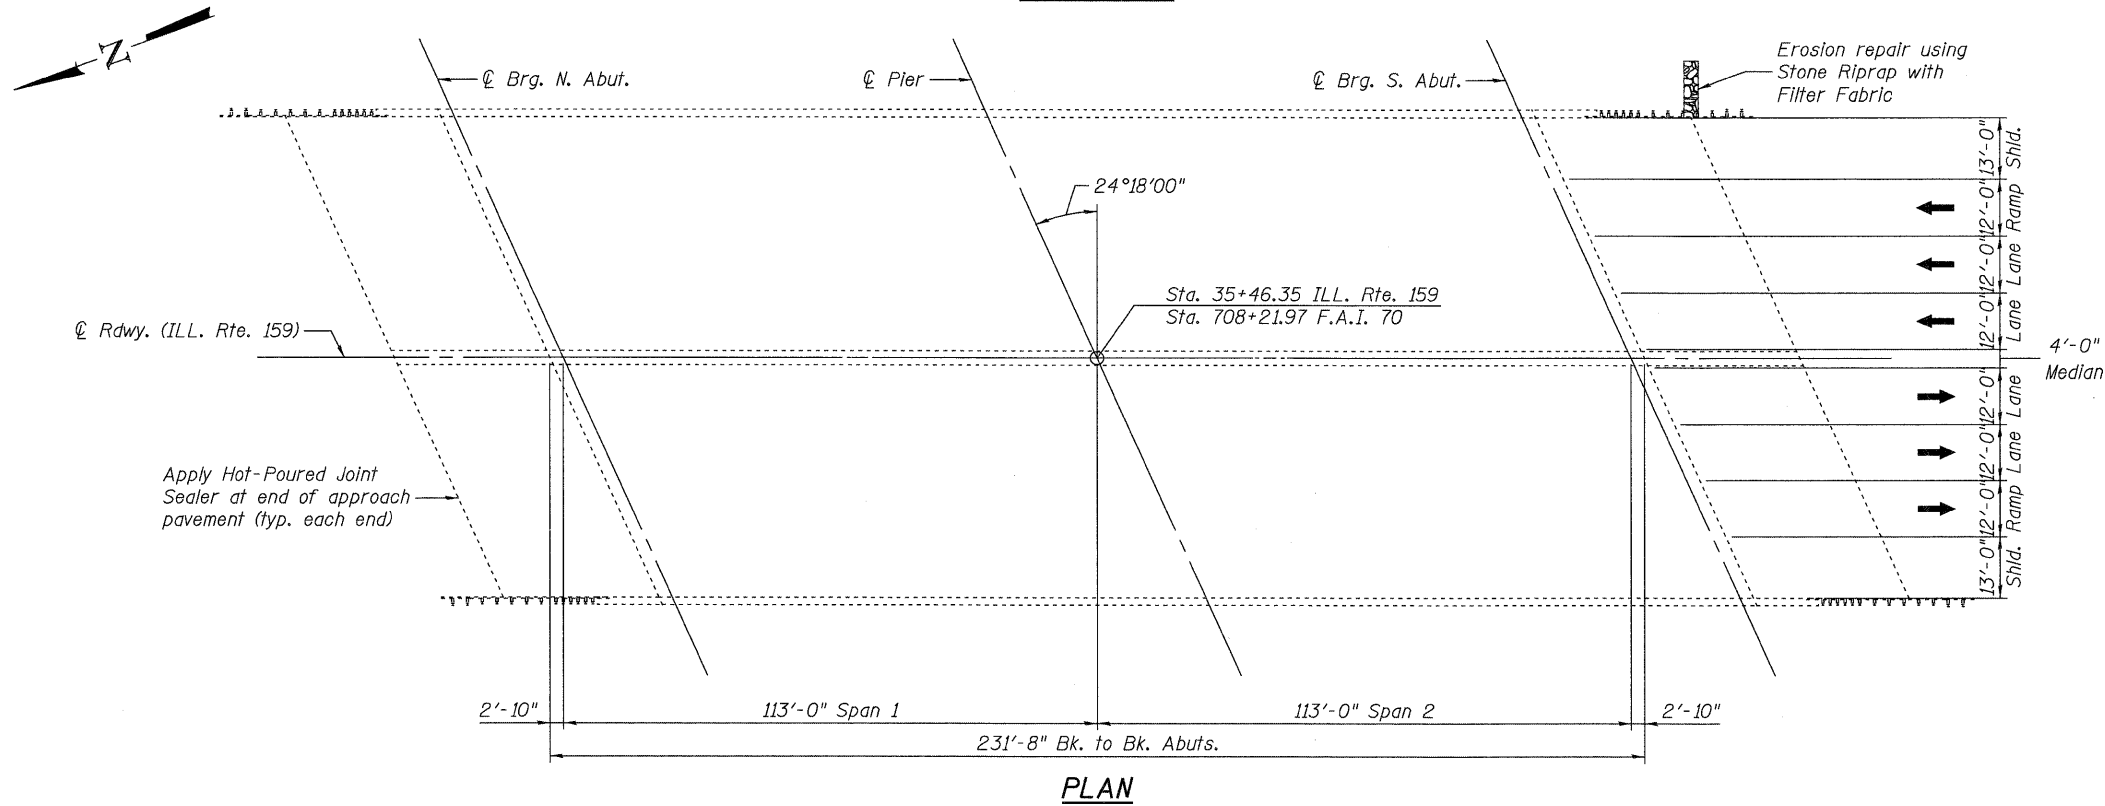 N
℄ Brg. N. Abut.
℄ Pier
℄ Brg. S. Abut.
Erosion repair using
Stone Riprap with
Filter Fabric
24°18'00"
Sta. 35+46.35 ILL. Rte. 159
Sta. 708+21.97 F.A.I. 70
℄ Rdwy. (ILL. Rte. 159)
Apply Hot-Poured Joint
Sealer at end of approach
pavement (typ. each end)
13'-0" Shld.
12'-0" Ramp
12'-0" Lane
12'-0" Lane
4'-0"
Median
12'-0" Lane
12'-0" Lane
12'-0" Ramp
13'-0" Shld.
2'-10"
113'-0" Span 1
113'-0" Span 2
2'-10"
231'-8" Bk. to Bk. Abuts.
PLAN